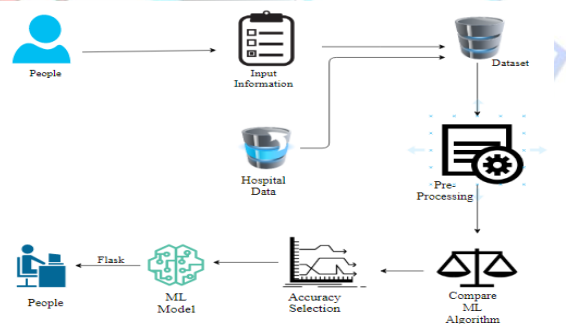 People
Input
Information
Dataset
Hospital
Data
Pre-
Processing
Compare
ML
Algorithm
Accuracy
Selection
ML
Model
Flask
People